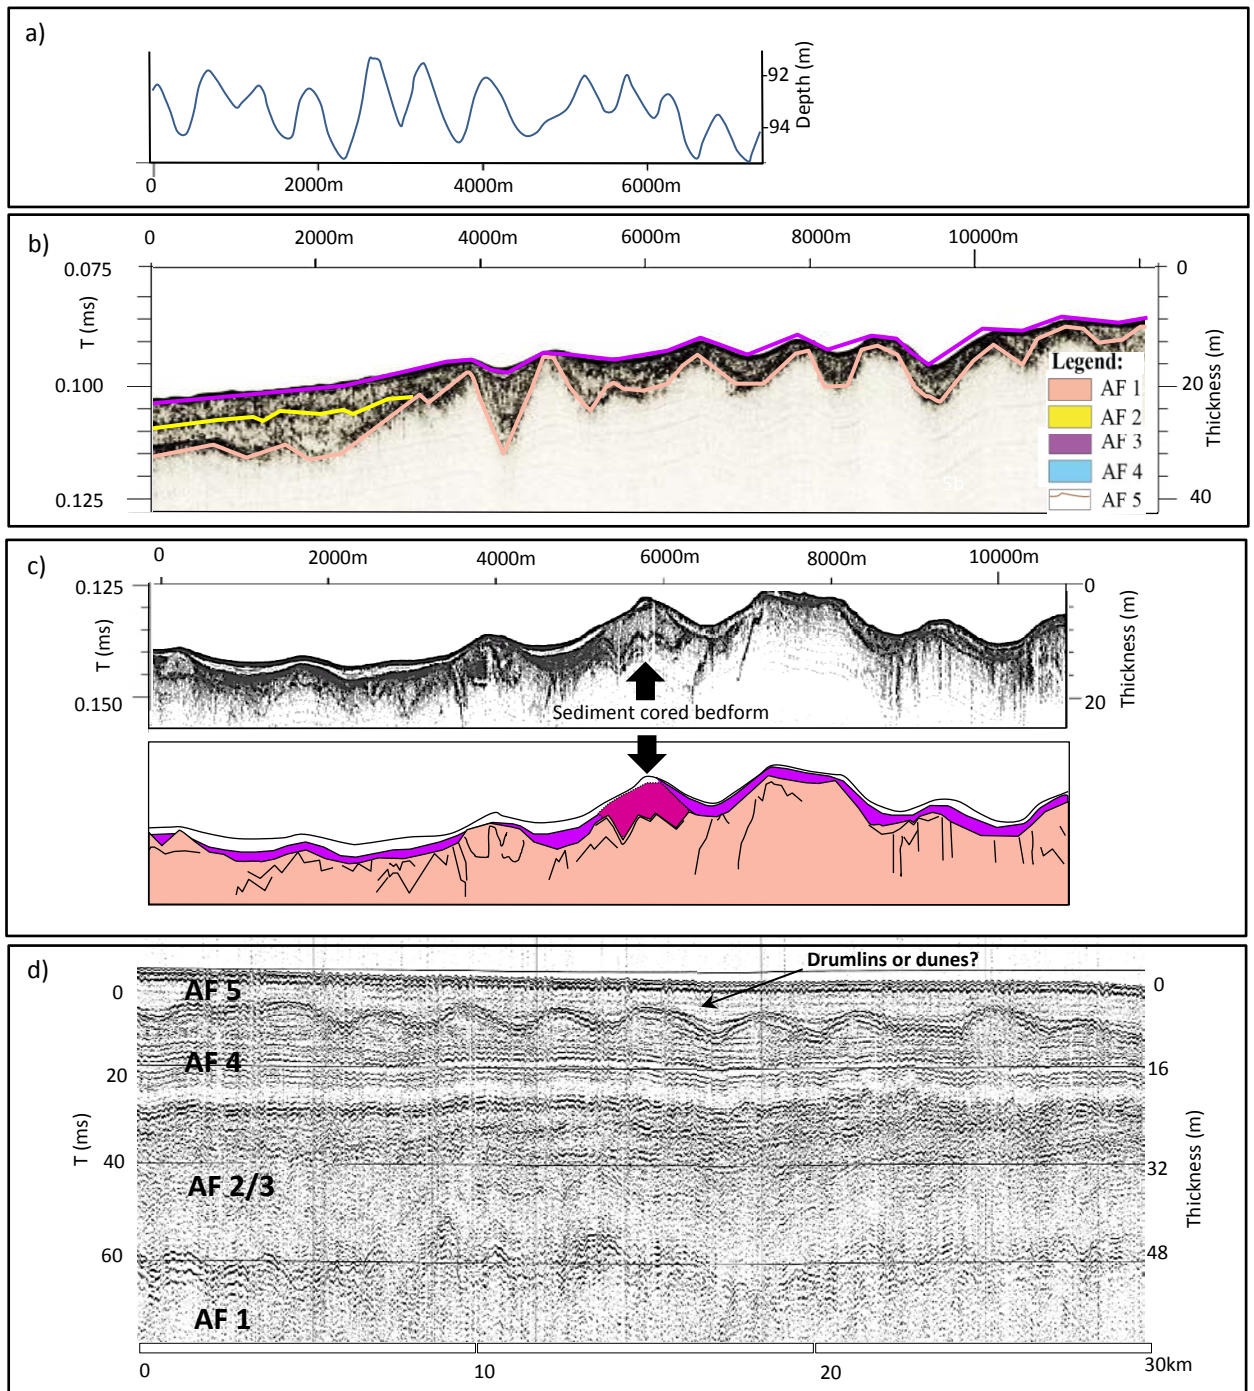 a)
92
Depth (m)
94
0 2000m 4000m 6000m
b)
0 2000m 4000m 6000m 8000m 10000m
0.075
0
T (ms)
Legend:
AF 1
0.100
20
AF 2
Thickness (m)
AF 3
AF 4
0.125
AF 5
40
c)
0 2000m 4000m 6000m 8000m 10000m
0.125
0
T (ms)
Thickness (m)
0.150
20
Sediment cored bedform
d)
Drumlins or dunes?
0
AF 5
0
AF 4
20
16
T (ms)
Thickness (m)
40
32
AF 2/3
60
48
AF 1
0 10 20 30km